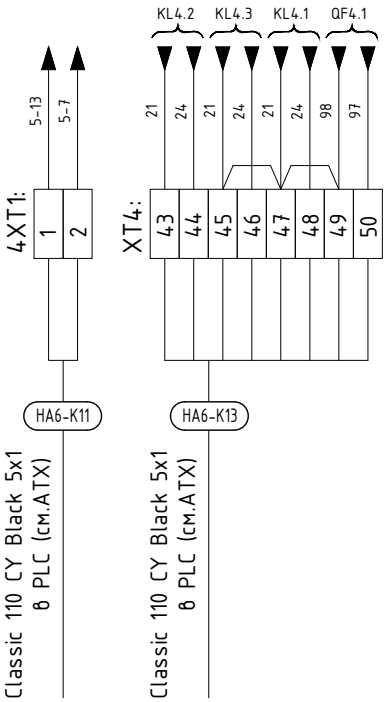 KL4.2 KL4.3 KL4.1 QF4.1
5-13 5-7
21 24 21 24 21 24 98 97
4XT1:
1 2
XT4:
43 44 45 46 47 48 49 50
HA6-K11
HA6-K13
Classic 110 CY Black 5x1
в PLC (см.АТХ)
Classic 110 CY Black 5x1
в PLC (см.АТХ)